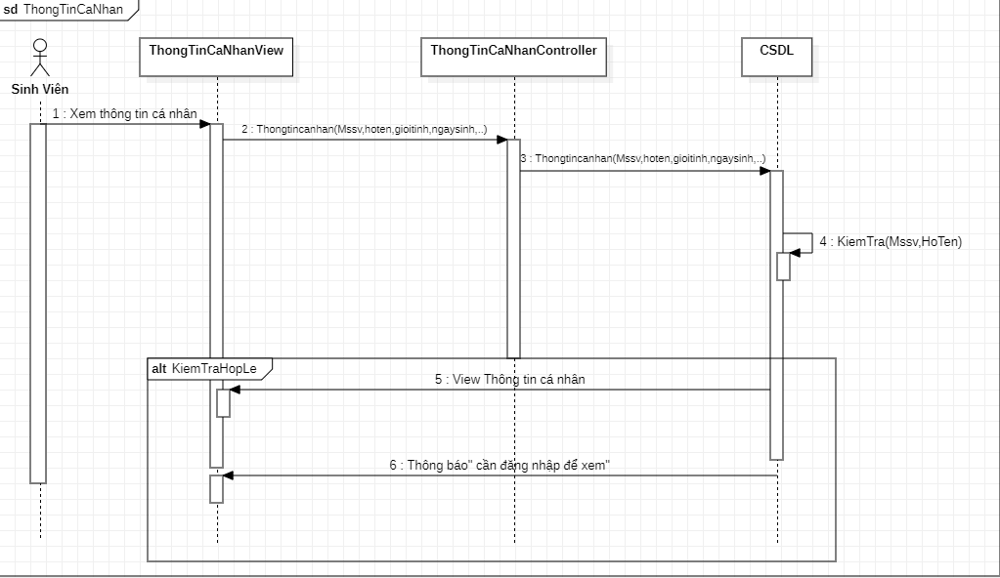 sd ThongTinCaNhan
Sinh Viên
ThongTinCaNhanView
ThongTinCaNhanController
CSDL
1 : Xem thông tin cá nhân
2 : Thongtincanhan(Mssv,hoten,gioitinh,ngaysinh,..)
3 : Thongtincanhan(Mssv,hoten,gioitinh,ngaysinh,..)
4 : KiemTra(Mssv,HoTen)
alt KiemTraHopLe
5 : View Thông tin cá nhân
6 : Thông báo" cần đăng nhập để xem"